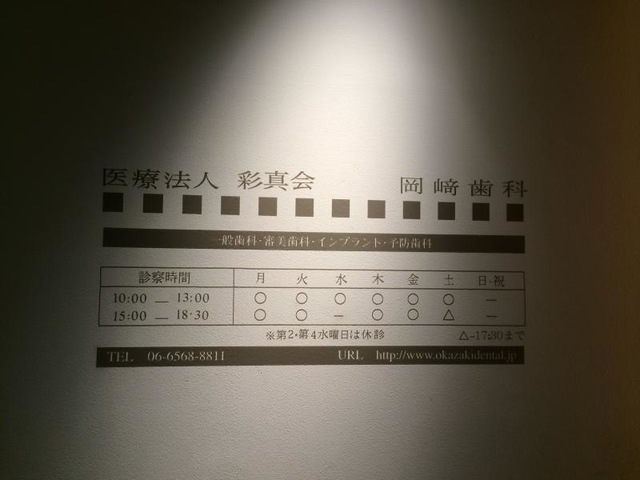 医療法人 彩真会 岡﨑歯科
一般歯科・審美歯科・インプラント・予防歯科
診察時間 月 火 水 木 金 土 日・祝
10:00 — 13:00 ○ ○ ○ ○ ○ ○ —
15:00 — 18:30 ○ ○ — ○ ○ △ —
※第2・第4水曜日は休診 △–17:30まで
TEL 06-6568-8811 URL http://www.okazakidental.jp